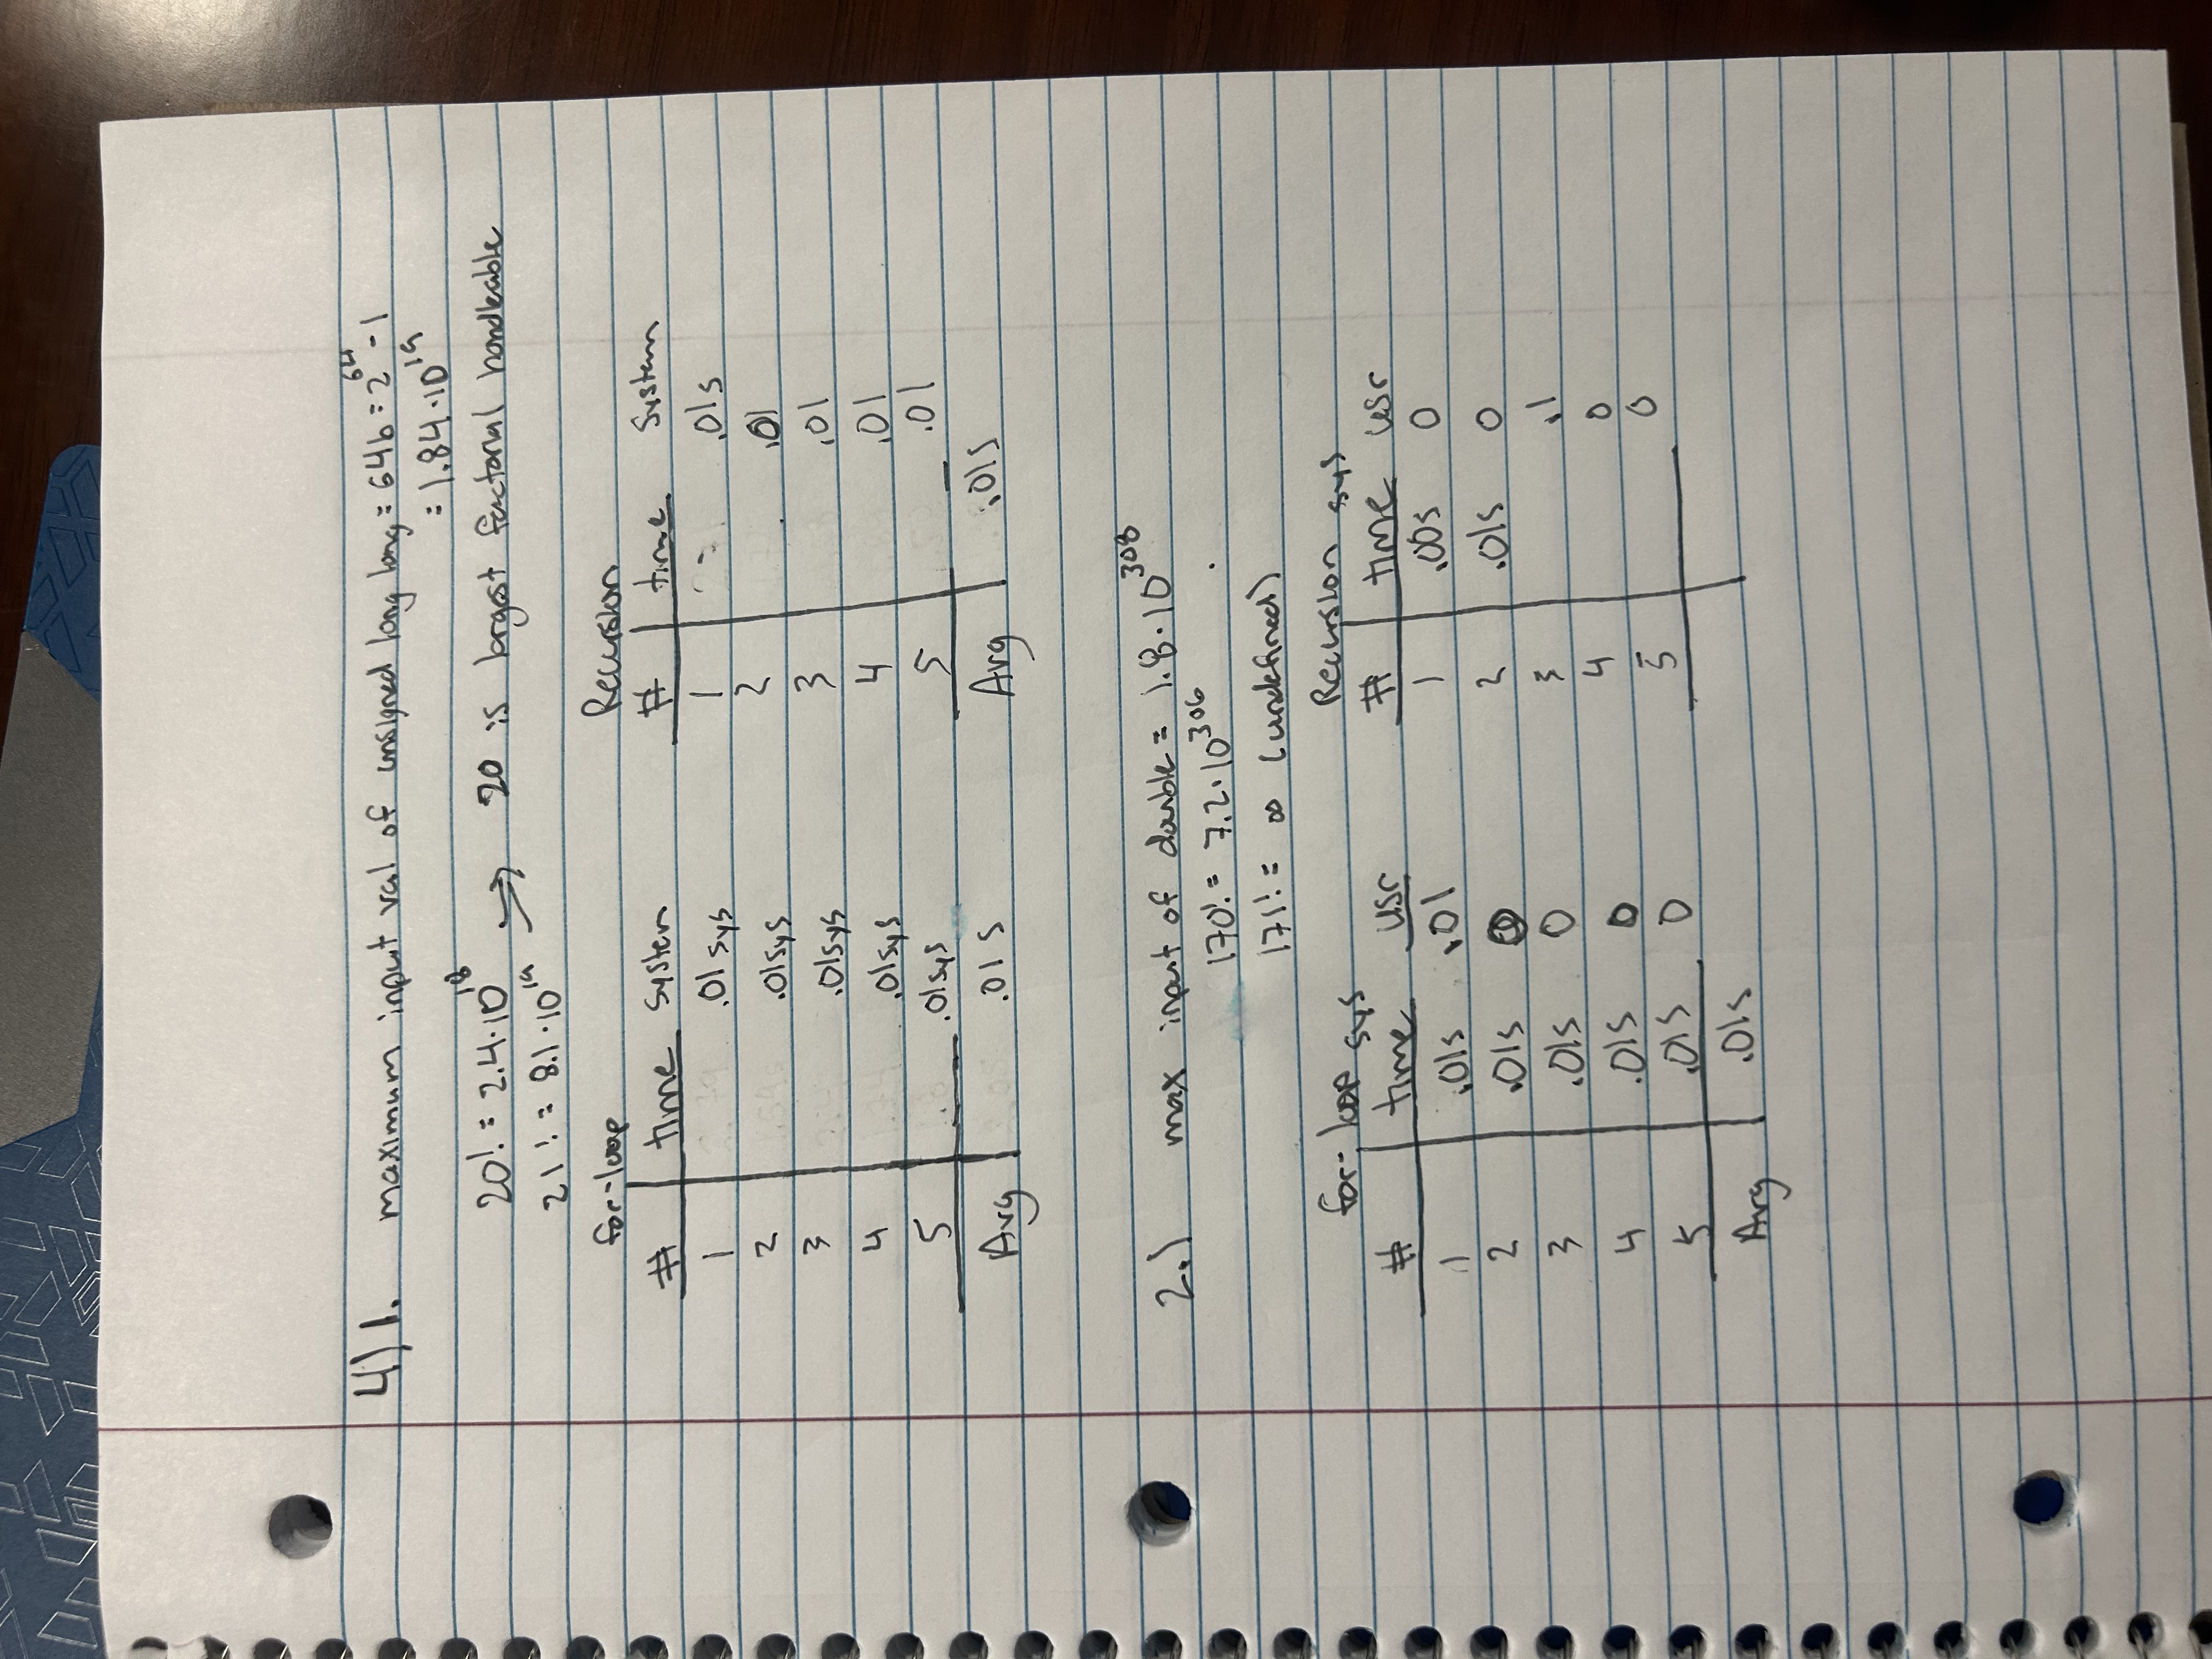 4) 1. maximum input val of unsigned long long = 64b = 2^64 - 1
= 1.84·10^19
20! = 2.4·10^18
20 is largest factorial handleable
21! = 8.1·10^19
for-loop Recursion
# time system # time System
1 .01 sys 1 .01s
2 .01sys 2 .01
3 .01sys 3 .01
4 .01sys 4 .01
5 .01sys 5 .01
Avg .01 s Avg .01s
2.) max input of double = 1.8·10^308
170! = 7.2·10^306
171! = ∞ (undefined)
for-loop sys Recursion sys
# time usr # time usr
1 .01s .01 1 .00s 0
2 .01s 0 2 .01s 0
3 .01s 0 3 .1
4 .01s 0 4 0
5 .01s 0 5 0
Avg .01s